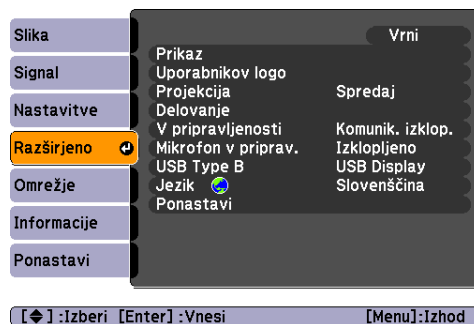 Slika
Signal
Nastavitve
Razširjeno
Omrežje
Informacije
Ponastavi
Vrni
Prikaz
Uporabnikov logo
Projekcija Spredaj
Delovanje
V pripravljenosti Komunik. izklop.
Mikrofon v priprav. Izklopljeno
USB Type B USB Display
Jezik Slovenščina
Ponastavi
[◆] :Izberi [Enter] :Vnesi [Menu]:Izhod